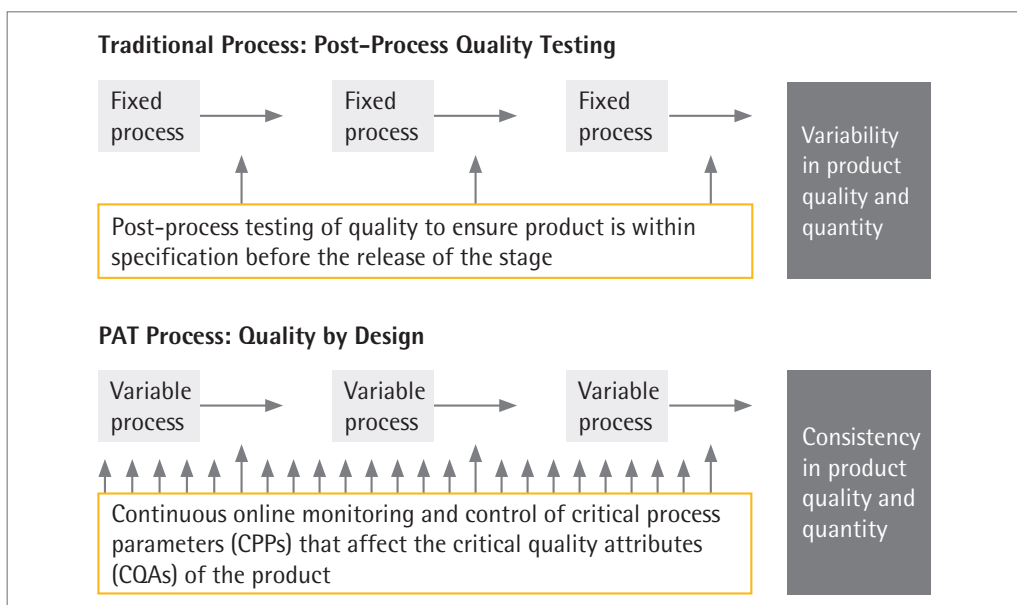 Traditional Process: Post-Process Quality Testing
Fixed
process
Fixed
process
Fixed
process
Variability
in product
quality and
quantity
Post-process testing of quality to ensure product is within
specification before the release of the stage
PAT Process: Quality by Design
Variable
process
Variable
process
Variable
process
Consistency
in product
quality and
quantity
Continuous online monitoring and control of critical process
parameters (CPPs) that affect the critical quality attributes
(CQAs) of the product